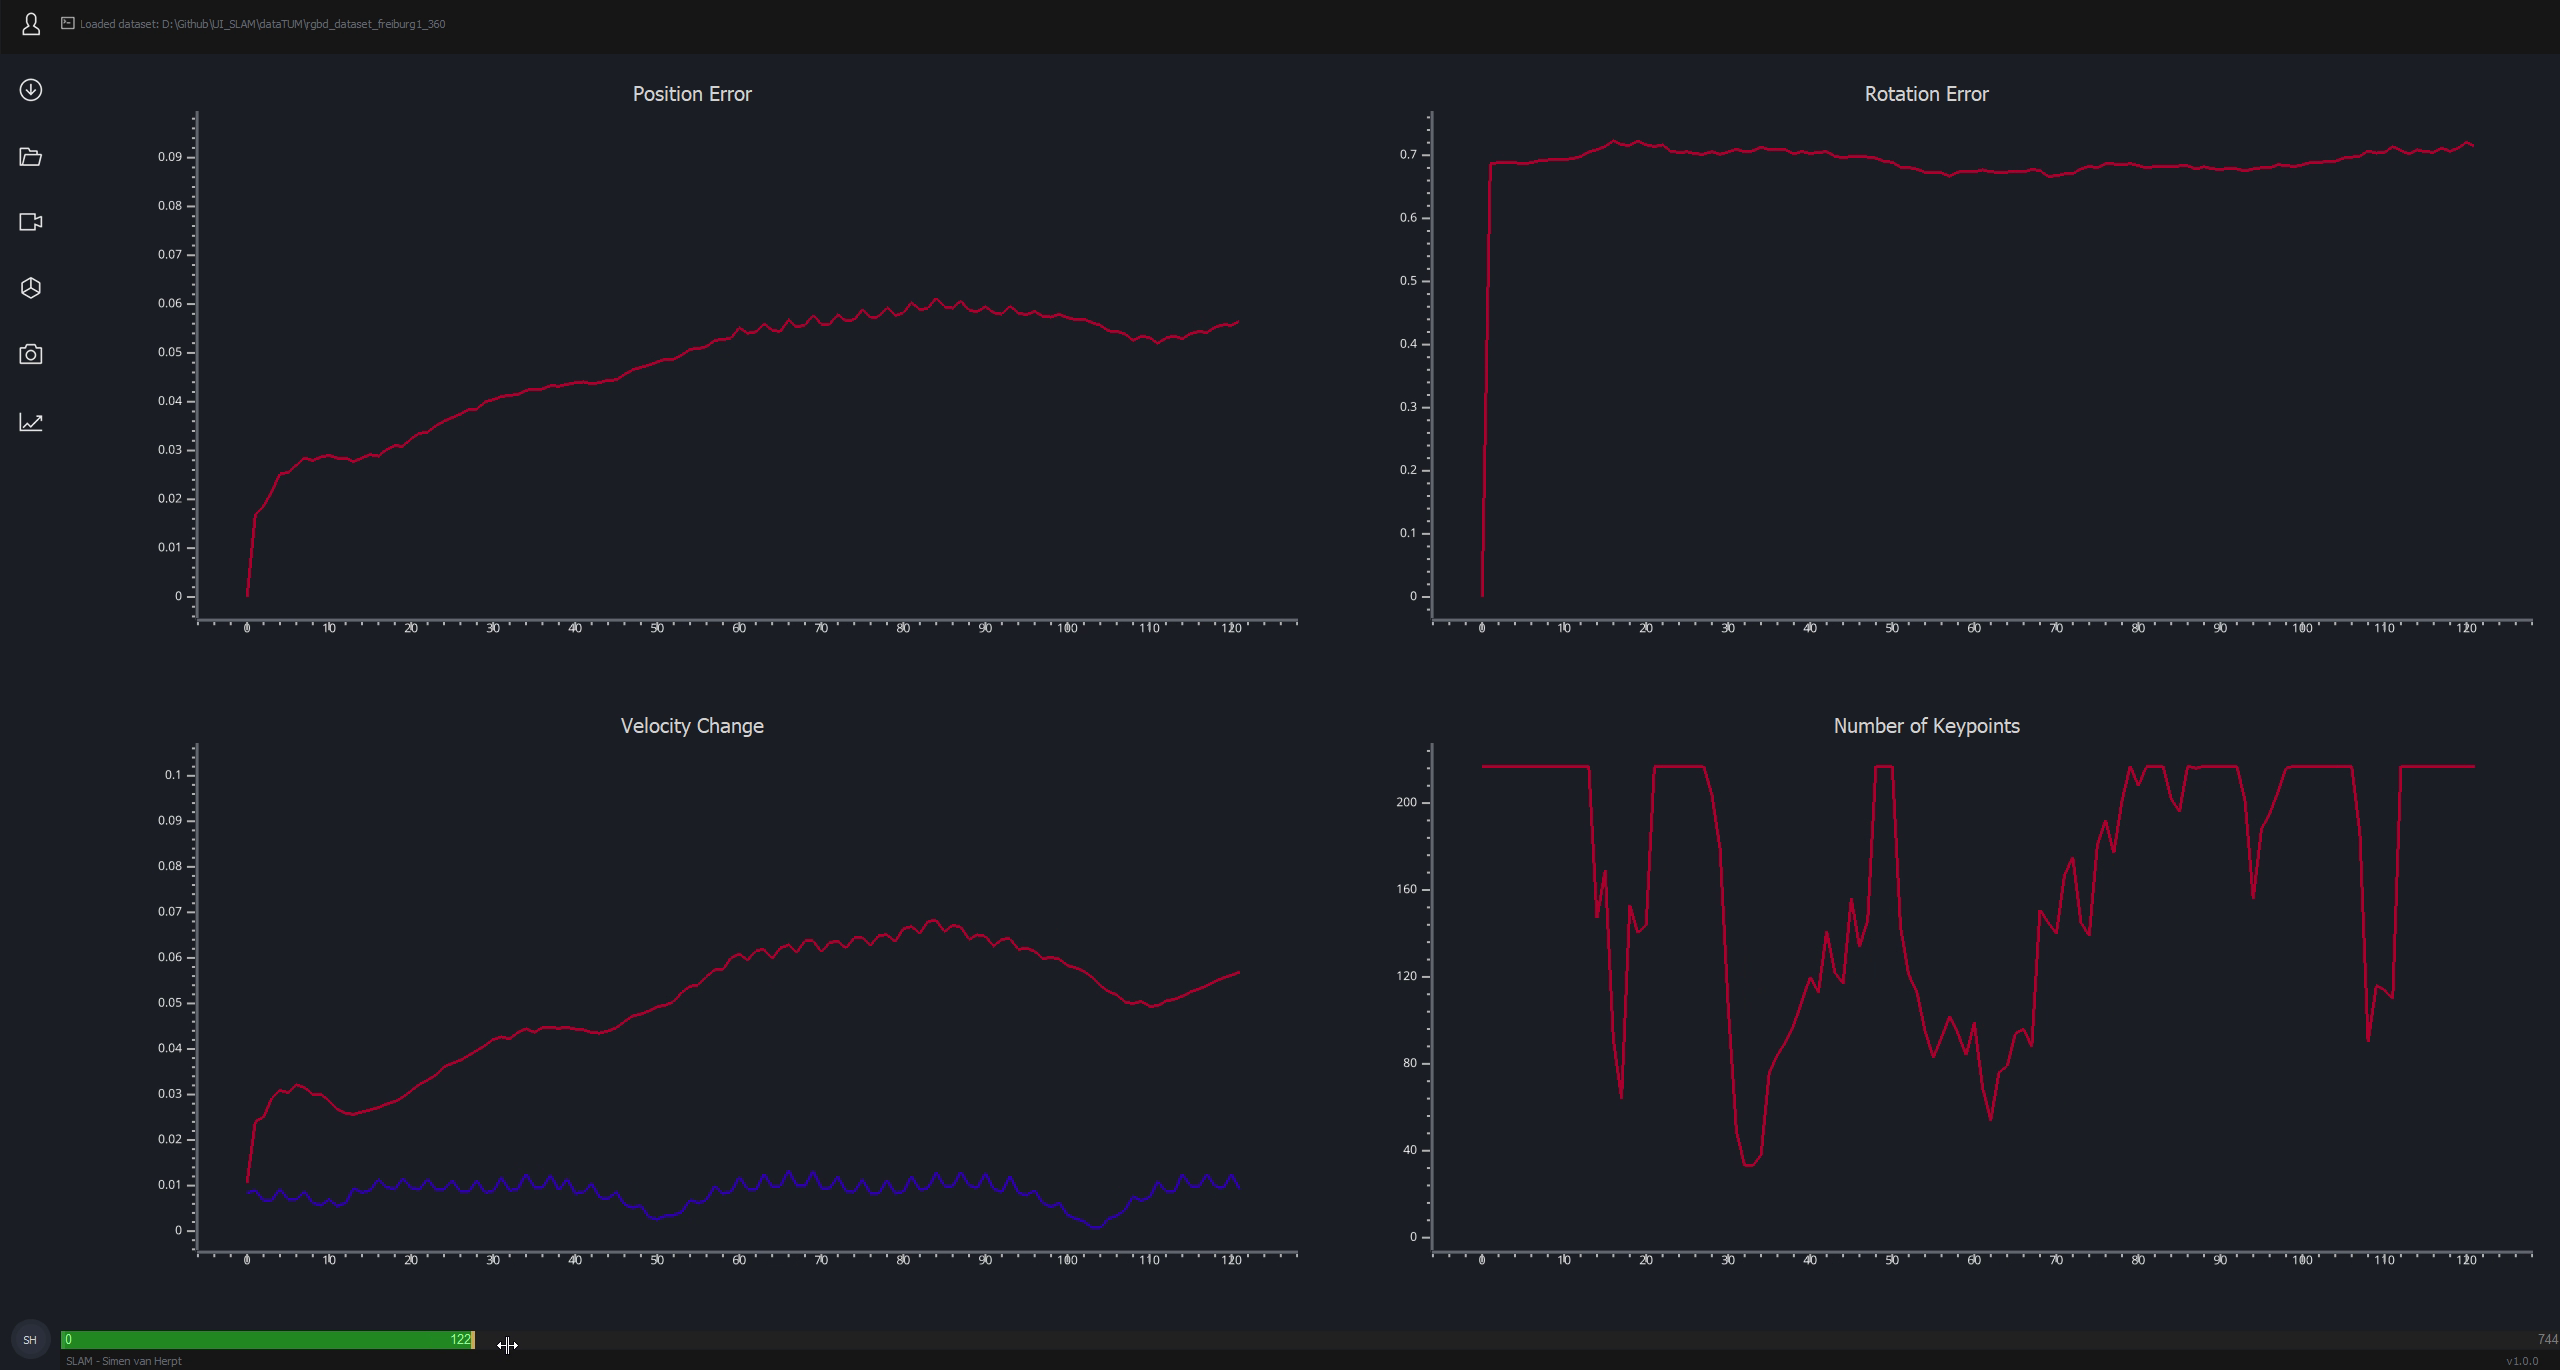 Loaded dataset: D:\Github\UI_SLAM\dataTUM\rgbd_dataset_freiburg1_360
Position Error
0.09
0.08
0.07
0.06
0.05
0.04
0.03
0.02
0.01
0
0 10 20 30 40 50 60 70 80 90 100 110 120
Rotation Error
0.7
0.6
0.5
0.4
0.3
0.2
0.1
0
0 10 20 30 40 50 60 70 80 90 100 110 120
Velocity Change
0.1
0.09
0.08
0.07
0.06
0.05
0.04
0.03
0.02
0.01
0
0 10 20 30 40 50 60 70 80 90 100 110 120
Number of Keypoints
200
160
120
80
40
0
0 10 20 30 40 50 60 70 80 90 100 110 120
SH
0 122 744
SLAM - Simen van Herpt v1.0.0